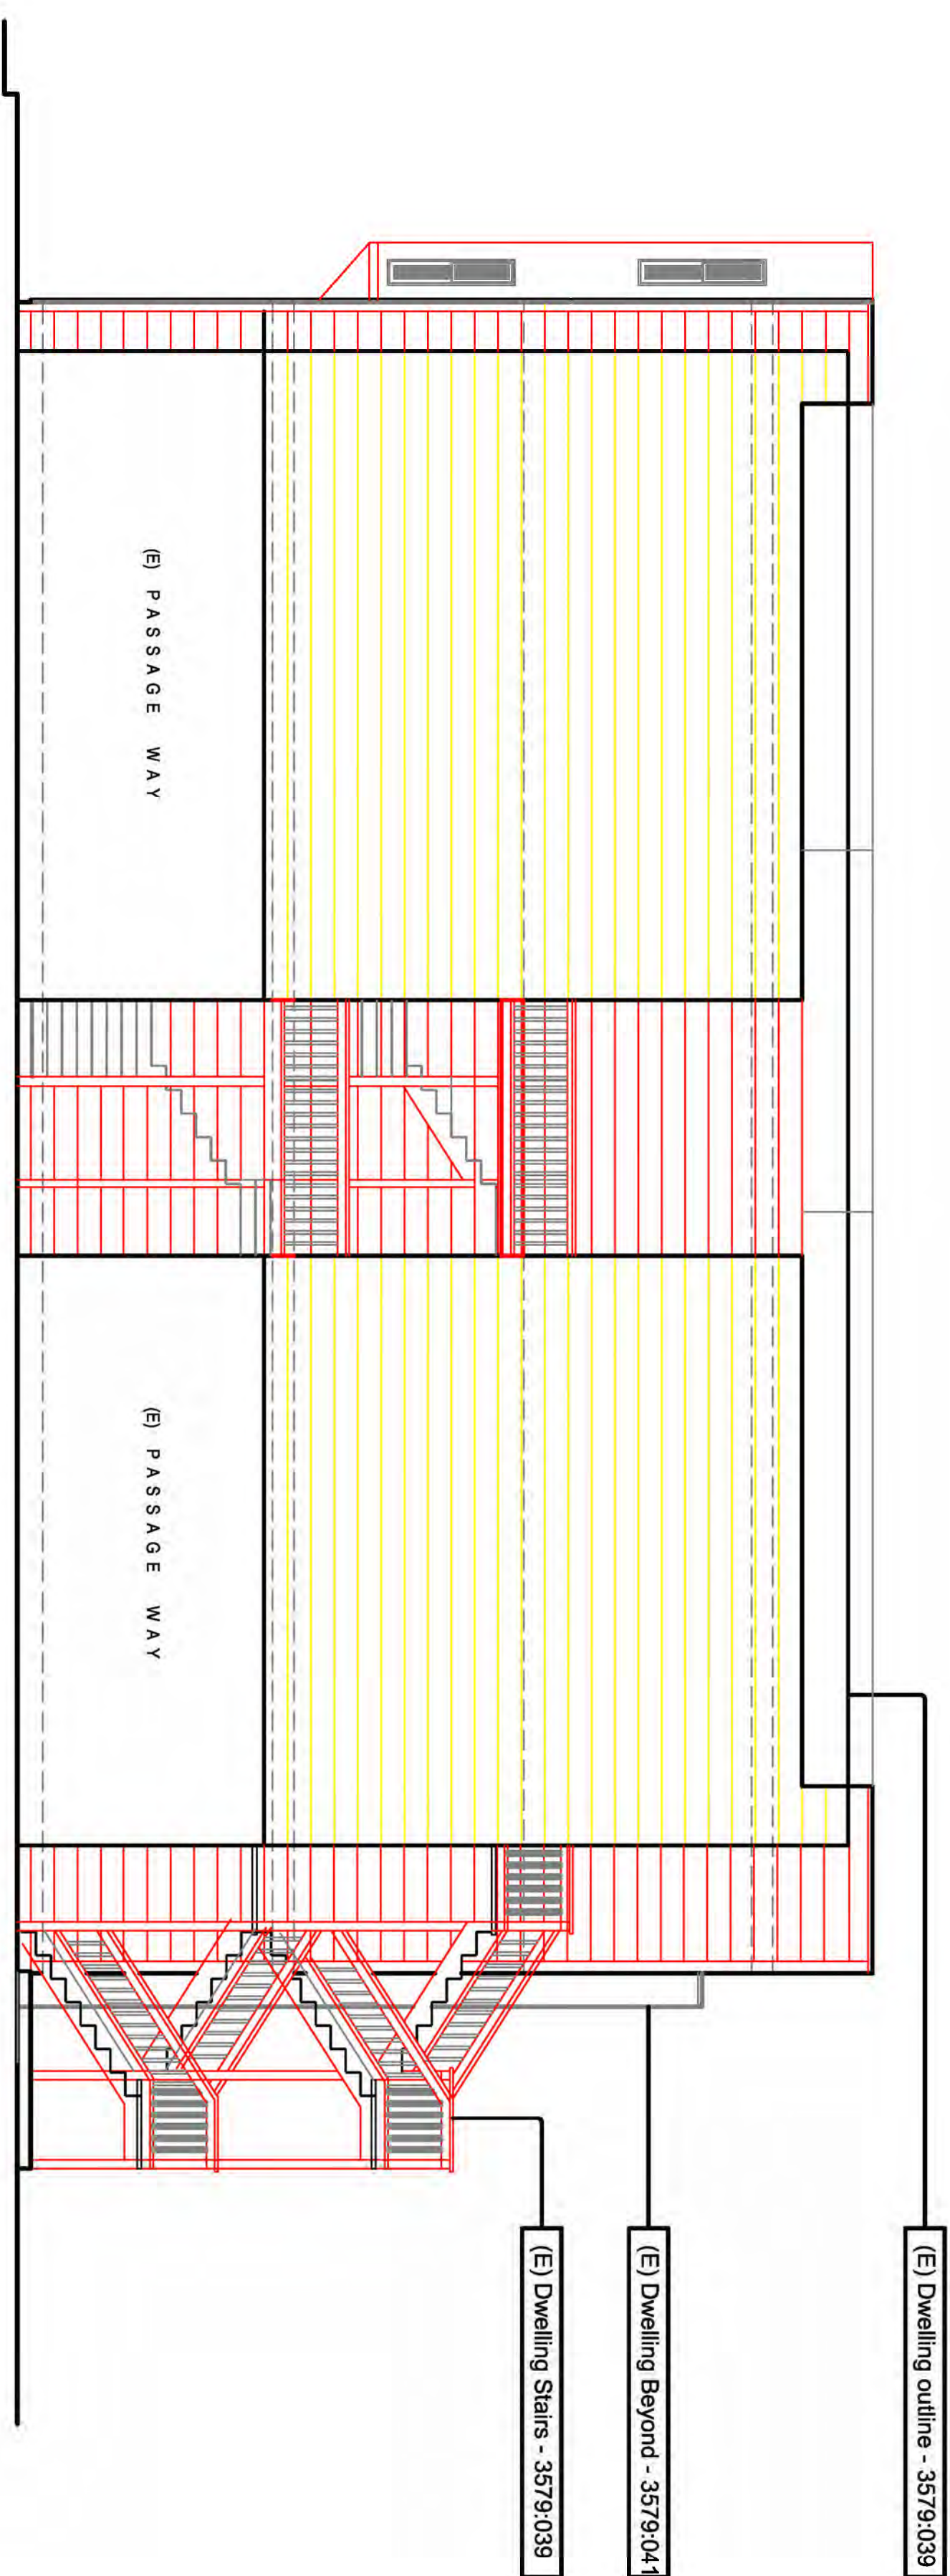 (E) Dwelling outline - 3579:039
(E) Dwelling Beyond - 3579:041
(E) Dwelling Stairs - 3579:039
(E) PASSAGE WAY
(E) PASSAGE WAY